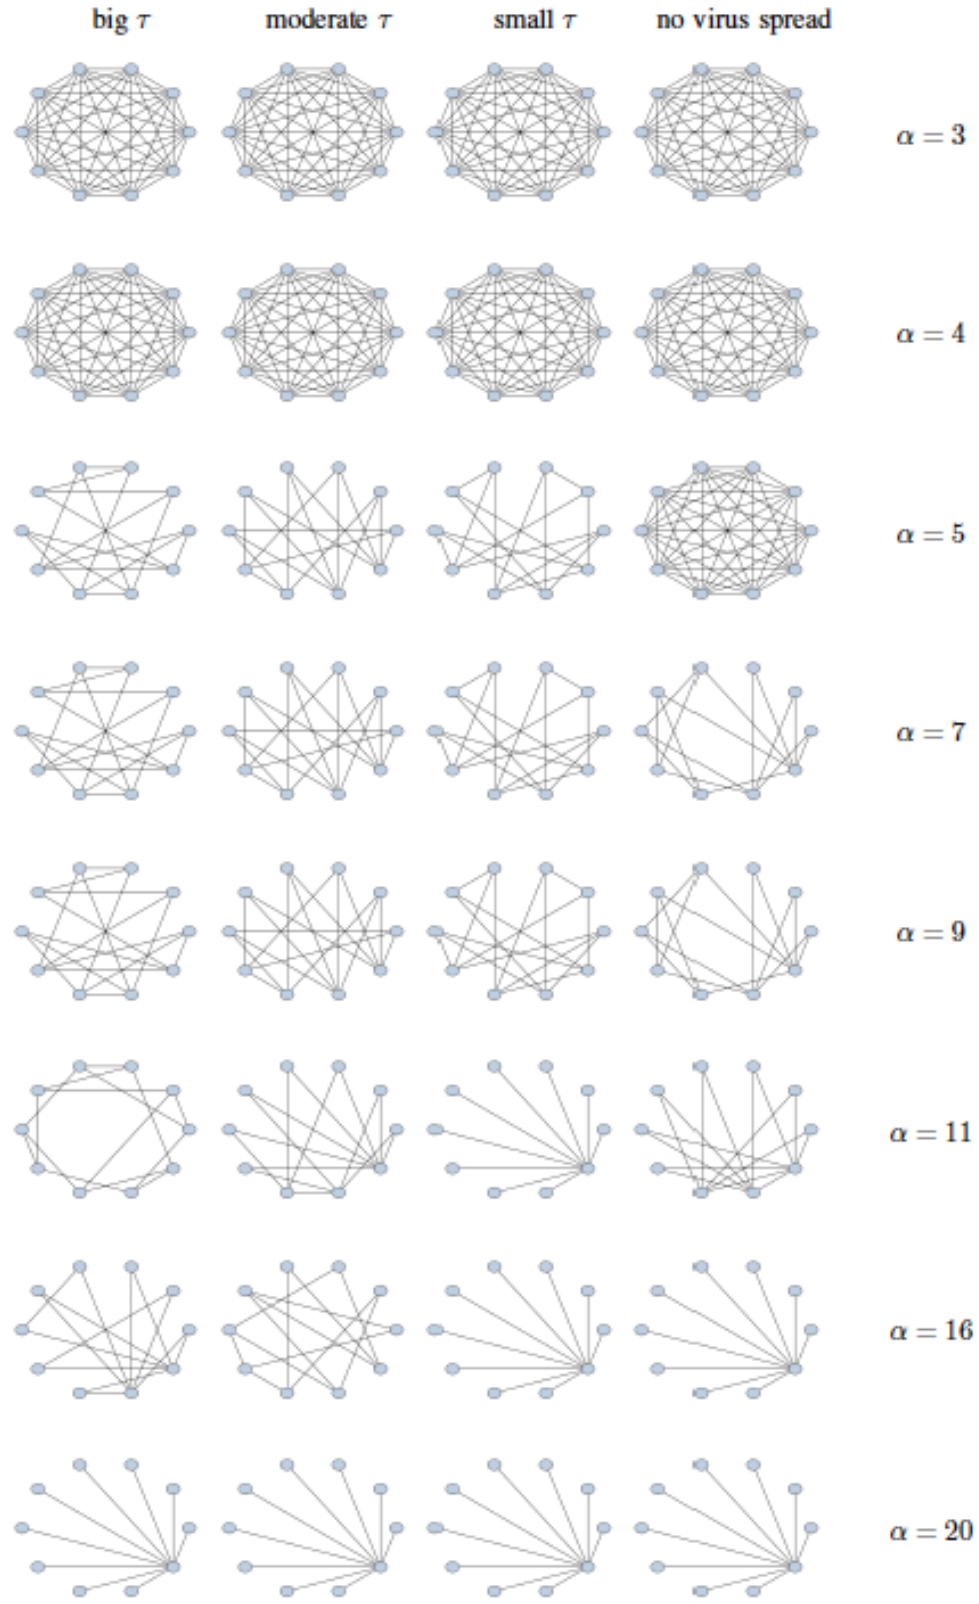 big τ moderate τ small τ no virus spread
α = 3
α = 4
α = 5
α = 7
α = 9
α = 11
α = 16
α = 20